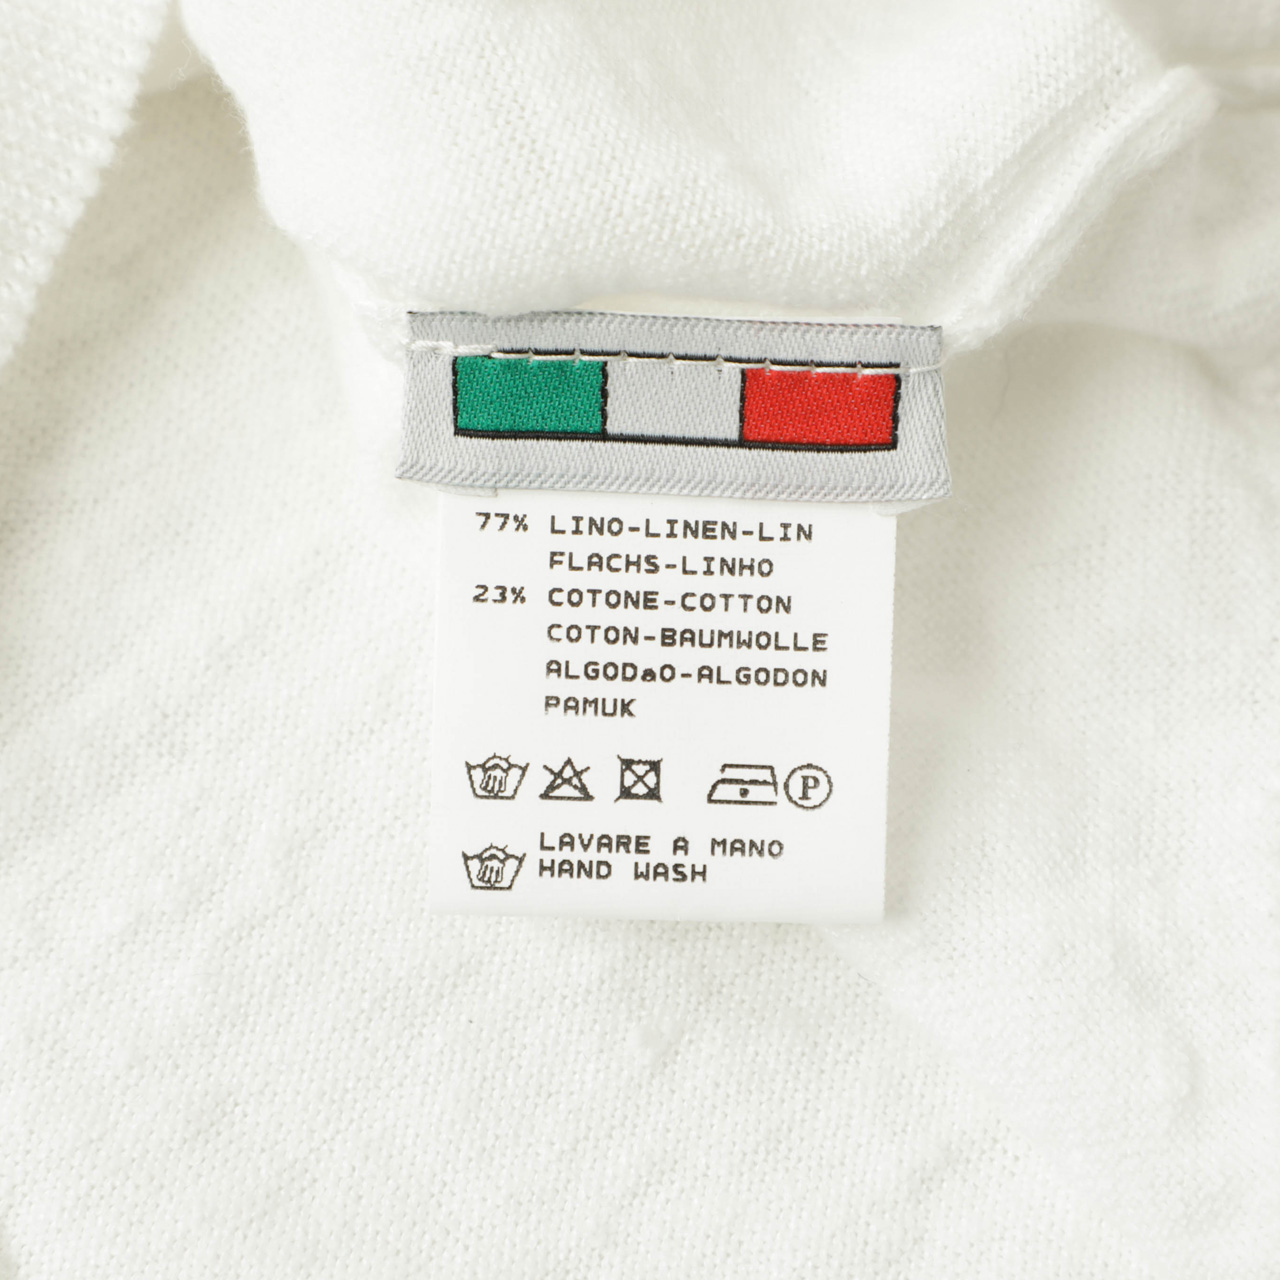 77% LINO-LINEN-LIN
FLACHS-LINHO
23% COTONE-COTTON
COTON-BAUMWOLLE
ALGODaO-ALGODON
PAMUK
P
LAVARE A MANO
HAND WASH